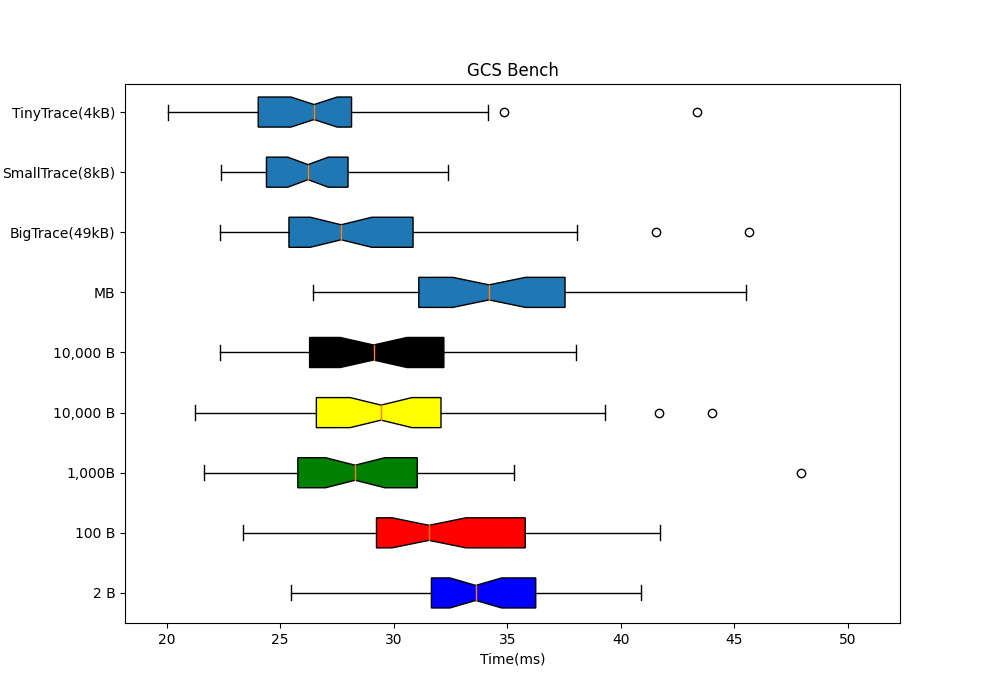 GCS Bench
TinyTrace(4kB)
SmallTrace(8kB)
BigTrace(49kB)
MB
10,000 B
10,000 B
1,000B
100 B
2 B
20 25 30 35 40 45 50
Time(ms)